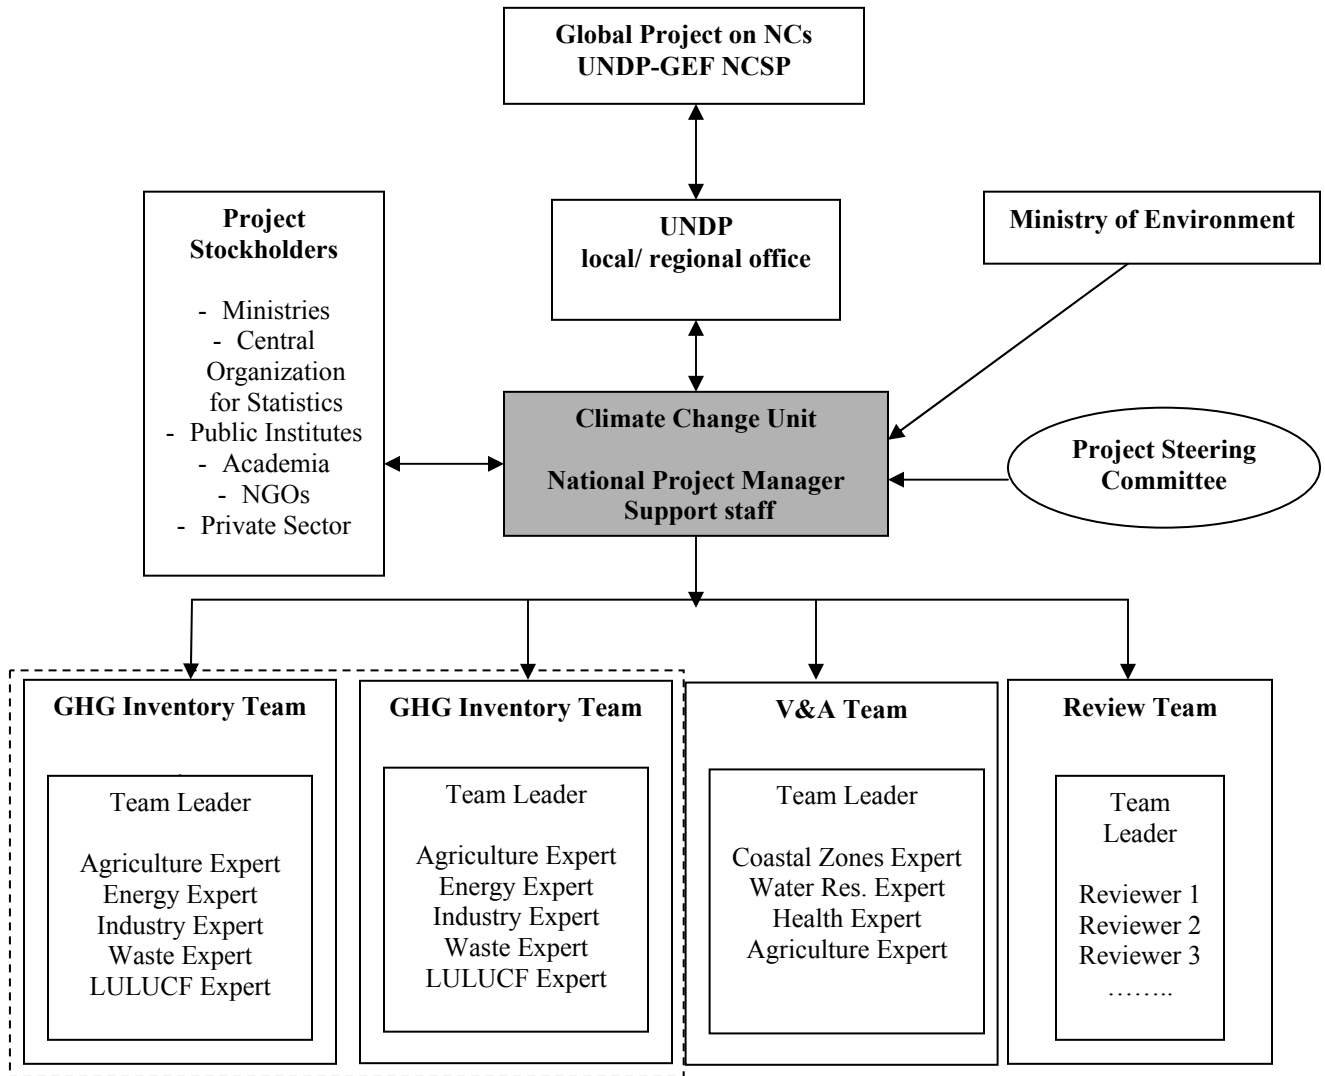 Global Project on NCs
UNDP-GEF NCSP
Project
Stockholders
- Ministries
- Central
Organization
for Statistics
- Public Institutes
- Academia
- NGOs
- Private Sector
UNDP
local/ regional office
Ministry of Environment
Climate Change Unit
National Project Manager
Support staff
Project Steering
Committee
GHG Inventory Team
Team Leader
Agriculture Expert
Energy Expert
Industry Expert
Waste Expert
LULUCF Expert
GHG Inventory Team
Team Leader
Agriculture Expert
Energy Expert
Industry Expert
Waste Expert
LULUCF Expert
V&A Team
Team Leader
Coastal Zones Expert
Water Res. Expert
Health Expert
Agriculture Expert
Review Team
Team
Leader
Reviewer 1
Reviewer 2
Reviewer 3
……..